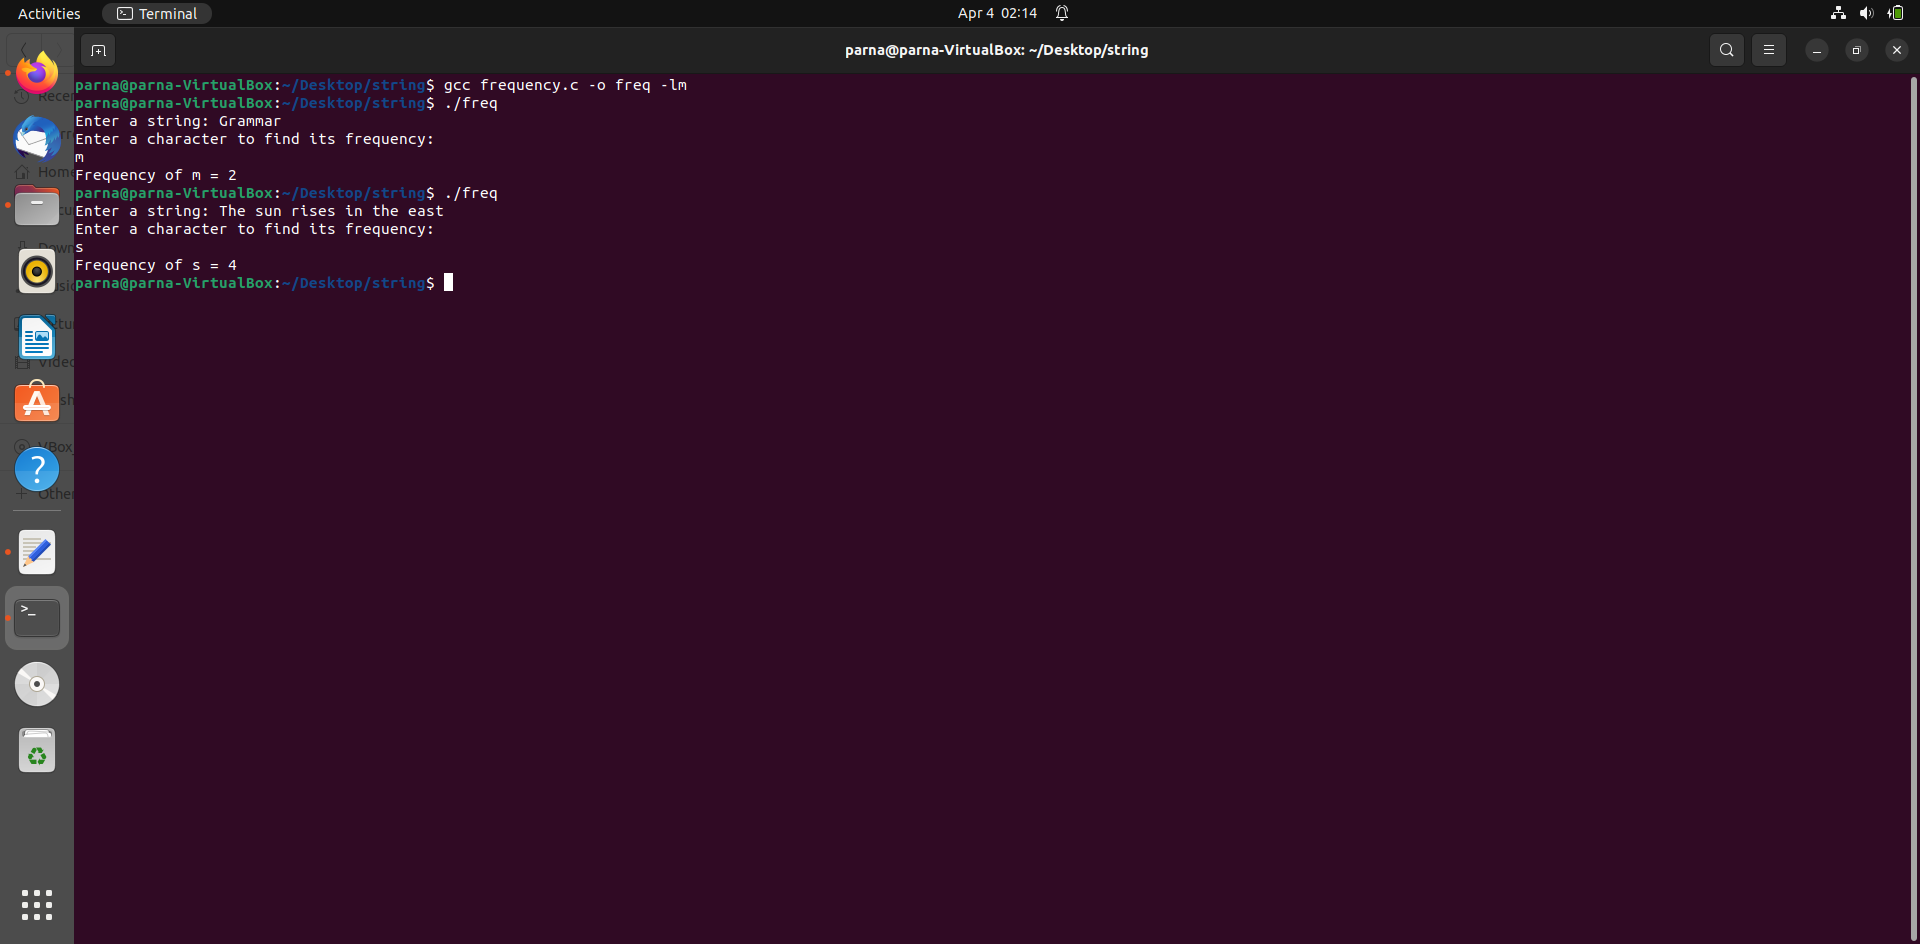 Activities
Terminal
Apr 4 02:14
parna@parna-VirtualBox: ~/Desktop/string
parna@parna-VirtualBox:~/Desktop/string$ gcc frequency.c -o freq -lm
parna@parna-VirtualBox:~/Desktop/string$ ./freq
Enter a string: Grammar
Enter a character to find its frequency:
m
Frequency of m = 2
parna@parna-VirtualBox:~/Desktop/string$ ./freq
Enter a string: The sun rises in the east
Enter a character to find its frequency:
s
Frequency of s = 4
parna@parna-VirtualBox:~/Desktop/string$
Home
VBox
Other